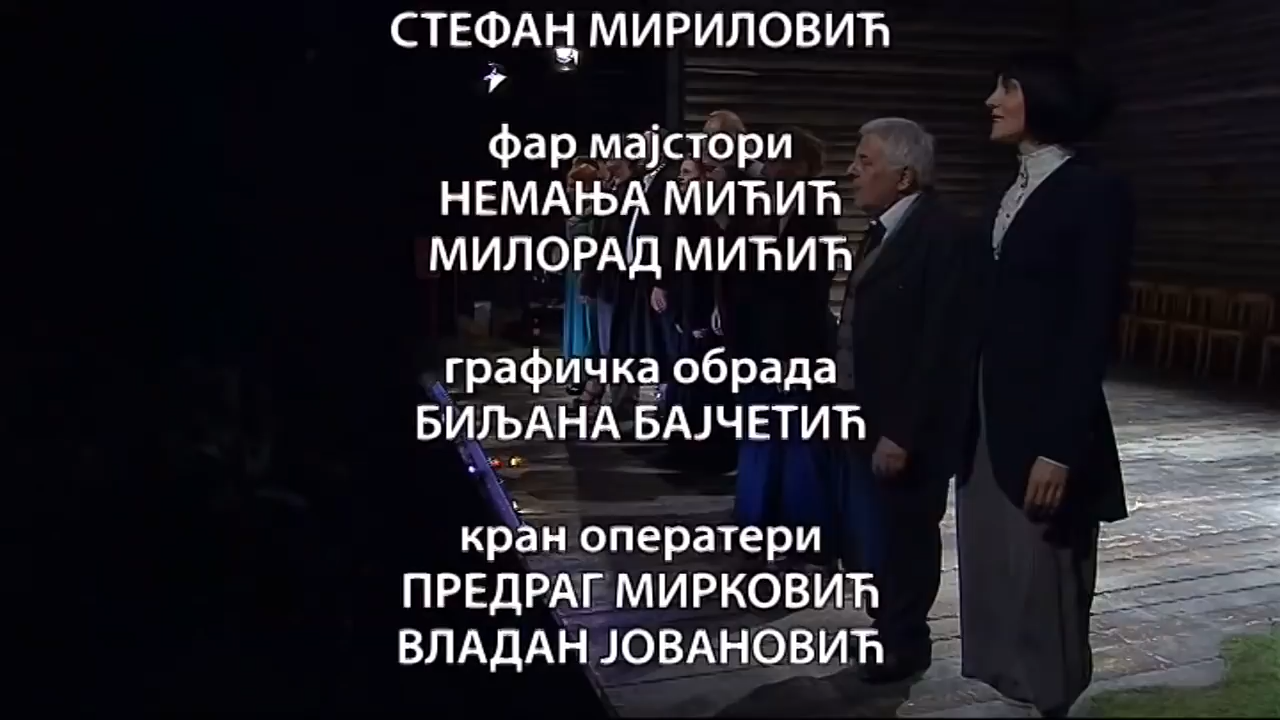 СТЕФАН МИРИЛОВИЋ
фар мајстори
НЕМАЊА МИЋИЋ
МИЛОРАД МИЋИЋ
графичка обрада
БИЉАНА БАЈЧЕТИЋ
кран оператери
ПРЕДРАГ МИРКОВИЋ
ВЛАДАН ЈОВАНОВИЋ